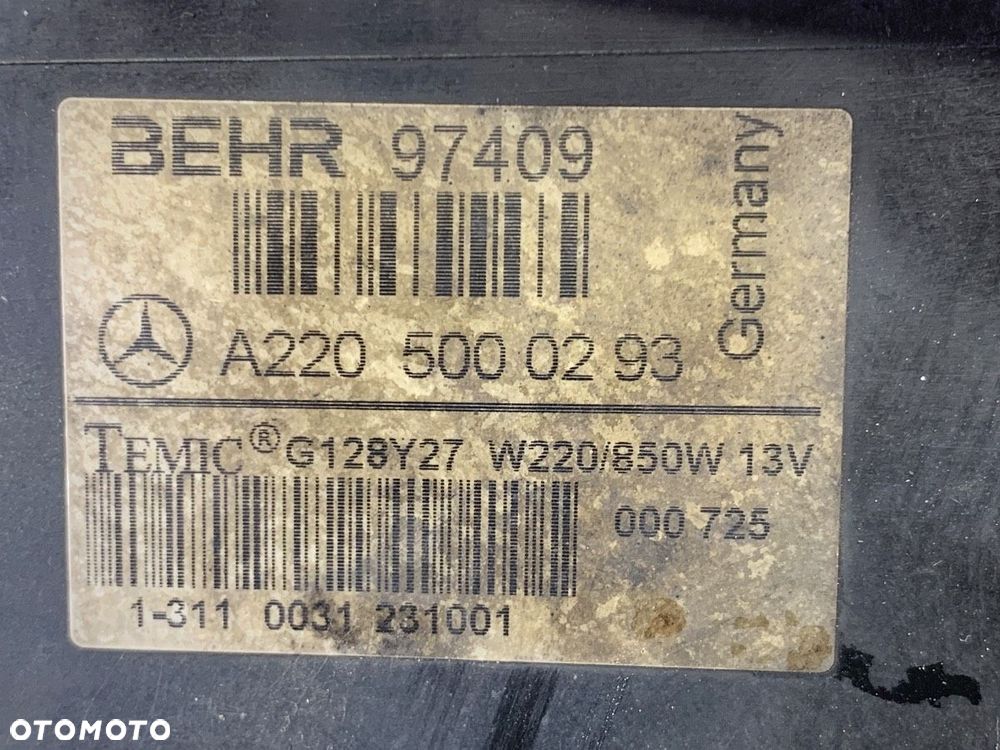 BEHR 97409
Germany
A220 500 02 93
TEMIC® G128Y27 W220/850W 13V
000 725
1-311 0031 231001
OTOMOTO